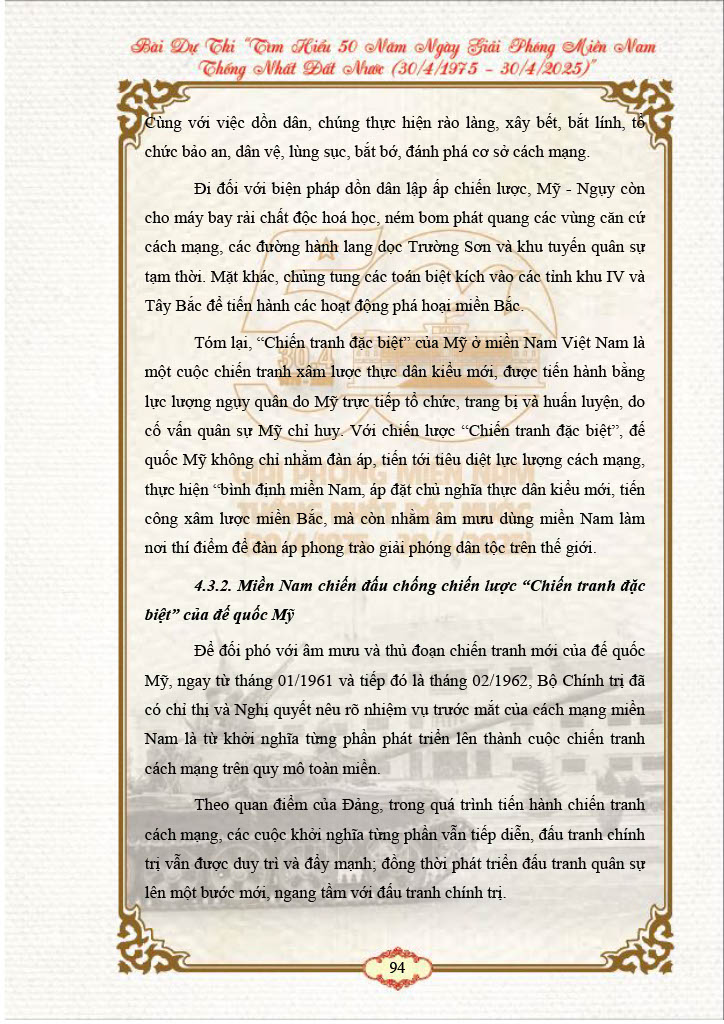 Bài Dự Thi "Tìm Hiểu 50 Năm Ngày Giải Phóng Miền Nam
Thống Nhất Đất Nước (30/4/1975 – 30/4/2025)"
Cùng với việc dồn dân, chúng thực hiện rào làng, xây bết, bắt lính, tổ
chức bảo an, dân vệ, lùng sục, bắt bớ, đánh phá cơ sở cách mạng.
Đi đối với biện pháp dồn dân lập ấp chiến lược, Mỹ - Ngụy còn
cho máy bay rải chất độc hoá học, ném bom phát quang các vùng căn cứ
cách mạng, các đường hành lang dọc Trường Sơn và khu tuyến quân sự
tạm thời. Mặt khác, chủng tung các toán biệt kích vào các tỉnh khu IV và
Tây Bắc để tiến hành các hoạt động phá hoại miền Bắc.
Tóm lại, “Chiến tranh đặc biệt” của Mỹ ở miền Nam Việt Nam là
một cuộc chiến tranh xâm lược thực dân kiểu mới, được tiến hành bằng
lực lượng ngụy quân do Mỹ trực tiếp tổ chức, trang bị và huấn luyện, do
cố vấn quân sự Mỹ chỉ huy. Với chiến lược “Chiến tranh đặc biệt”, đế
quốc Mỹ không chỉ nhằm đàn áp, tiến tới tiêu diệt lực lượng cách mạng,
thực hiện “bình định miền Nam, áp đặt chủ nghĩa thực dân kiểu mới, tiến
công xâm lược miền Bắc, mà còn nhằm âm mưu dùng miền Nam làm
nơi thí điểm để đàn áp phong trào giải phóng dân tộc trên thế giới.
4.3.2. Miền Nam chiến đấu chống chiến lược “Chiến tranh đặc
biệt” của đế quốc Mỹ
Để đối phó với âm mưu và thủ đoạn chiến tranh mới của đế quốc
Mỹ, ngay từ tháng 01/1961 và tiếp đó là tháng 02/1962, Bộ Chính trị đã
có chỉ thị và Nghị quyết nêu rõ nhiệm vụ trước mắt của cách mạng miền
Nam là từ khởi nghĩa từng phần phát triển lên thành cuộc chiến tranh
cách mạng trên quy mô toàn miền.
Theo quan điểm của Đảng, trong quá trình tiến hành chiến tranh
cách mạng, các cuộc khởi nghĩa từng phần vẫn tiếp diễn, đấu tranh chính
trị vẫn được duy trì và đẩy mạnh; đồng thời phát triển đấu tranh quân sự
lên một bước mới, ngang tầm với đấu tranh chính trị.
94